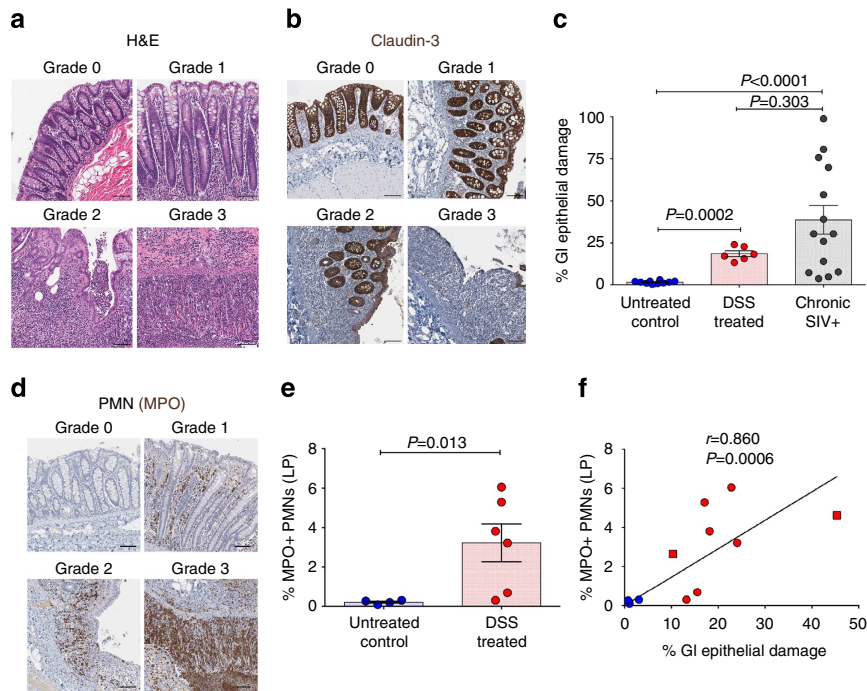 a
H&E
Grade 0 Grade 1
Grade 2 Grade 3
b
Claudin-3
Grade 0 Grade 1
Grade 2 Grade 3
c
P<0.0001
P=0.303
P=0.0002
% GI epithelial damage
100
75
50
25
0
Untreated control
DSS treated
Chronic SIV+
d
PMN (MPO)
Grade 0 Grade 1
Grade 2 Grade 3
e
P=0.013
% MPO+ PMNs (LP)
8
6
4
2
0
Untreated control
DSS treated
f
r=0.860
P=0.0006
% MPO+ PMNs (LP)
8
6
4
2
0
0 10 20 30 40 50
% GI epithelial damage